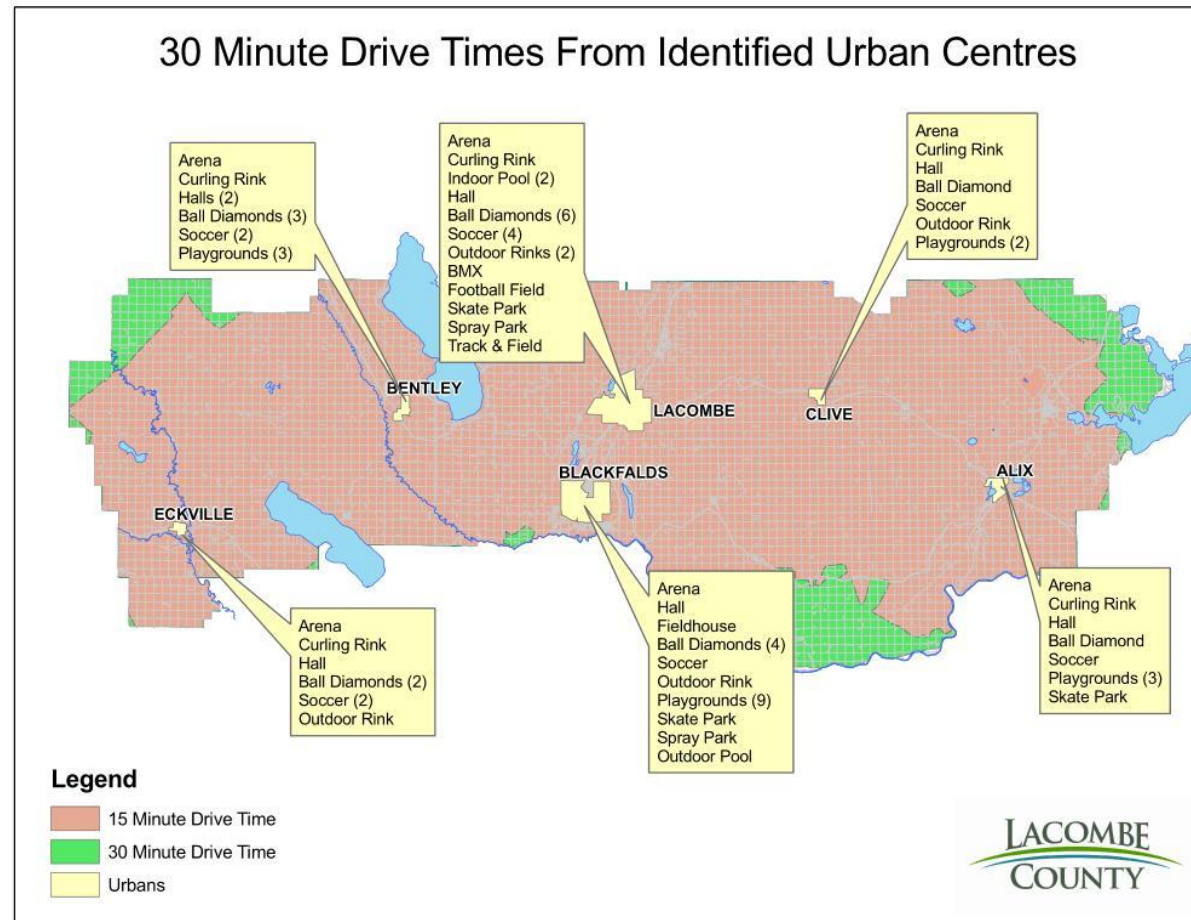 30 Minute Drive Times From Identified Urban Centres
Arena
Curling Rink
Halls (2)
Ball Diamonds (3)
Soccer (2)
Playgrounds (3)
Arena
Curling Rink
Indoor Pool (2)
Hall
Ball Diamonds (6)
Soccer (4)
Outdoor Rinks (2)
BMX
Football Field
Skate Park
Spray Park
Track & Field
Arena
Curling Rink
Hall
Ball Diamond
Soccer
Outdoor Rink
Playgrounds (2)
BENTLEY
LACOMBE
CLIVE
BLACKFALDS
ALIX
ECKVILLE
Arena
Curling Rink
Hall
Ball Diamonds (2)
Soccer (2)
Outdoor Rink
Arena
Hall
Fieldhouse
Ball Diamonds (4)
Soccer
Outdoor Rink
Playgrounds (9)
Skate Park
Spray Park
Outdoor Pool
Arena
Curling Rink
Hall
Ball Diamond
Soccer
Playgrounds (3)
Skate Park
Legend
15 Minute Drive Time
30 Minute Drive Time
Urbans
LACOMBE
COUNTY